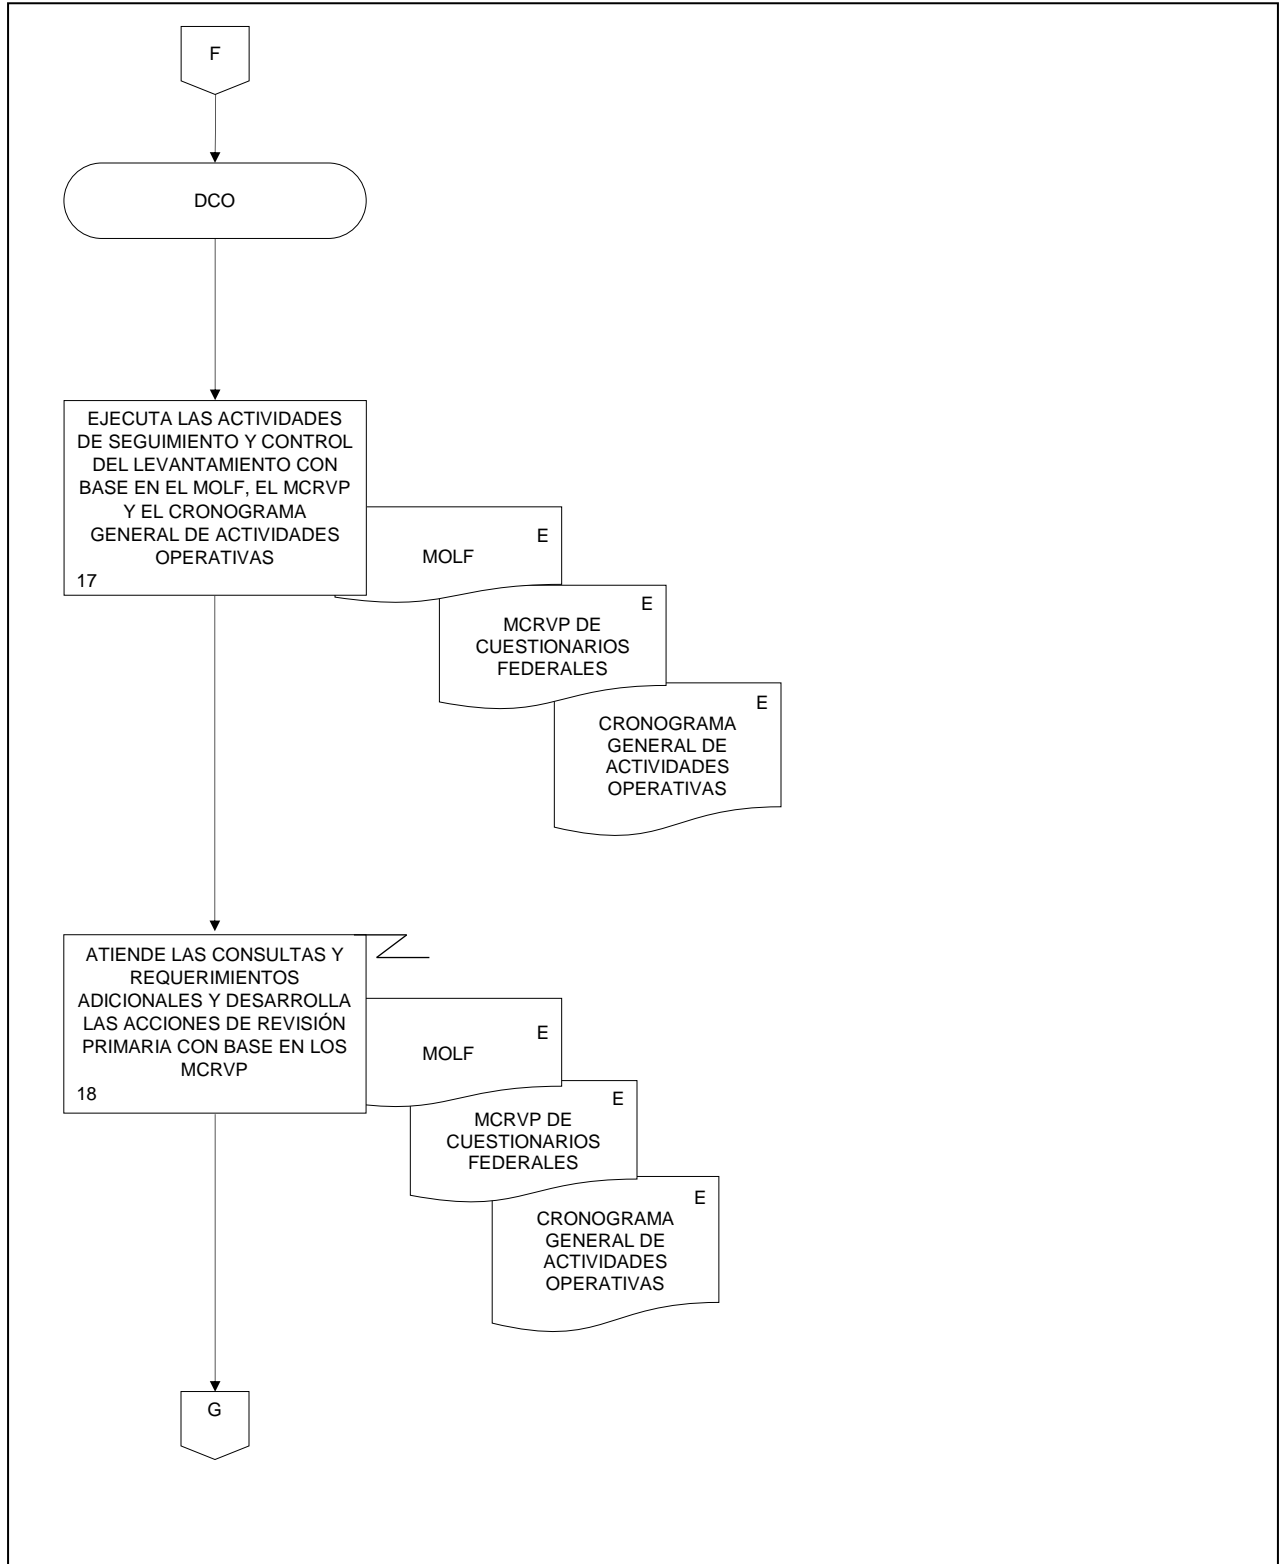 F
DCO
EJECUTA LAS ACTIVIDADES
DE SEGUIMIENTO Y CONTROL
DEL LEVANTAMIENTO CON
BASE EN EL MOLF, EL MCRVP
Y EL CRONOGRAMA
GENERAL DE ACTIVIDADES
OPERATIVAS
17
E
MOLF
E
MCRVP DE
CUESTIONARIOS
FEDERALES
E
CRONOGRAMA
GENERAL DE
ACTIVIDADES
OPERATIVAS
ATIENDE LAS CONSULTAS Y
REQUERIMIENTOS
ADICIONALES Y DESARROLLA
LAS ACCIONES DE REVISIÓN
PRIMARIA CON BASE EN LOS
MCRVP
18
E
MOLF
E
MCRVP DE
CUESTIONARIOS
FEDERALES
E
CRONOGRAMA
GENERAL DE
ACTIVIDADES
OPERATIVAS
G